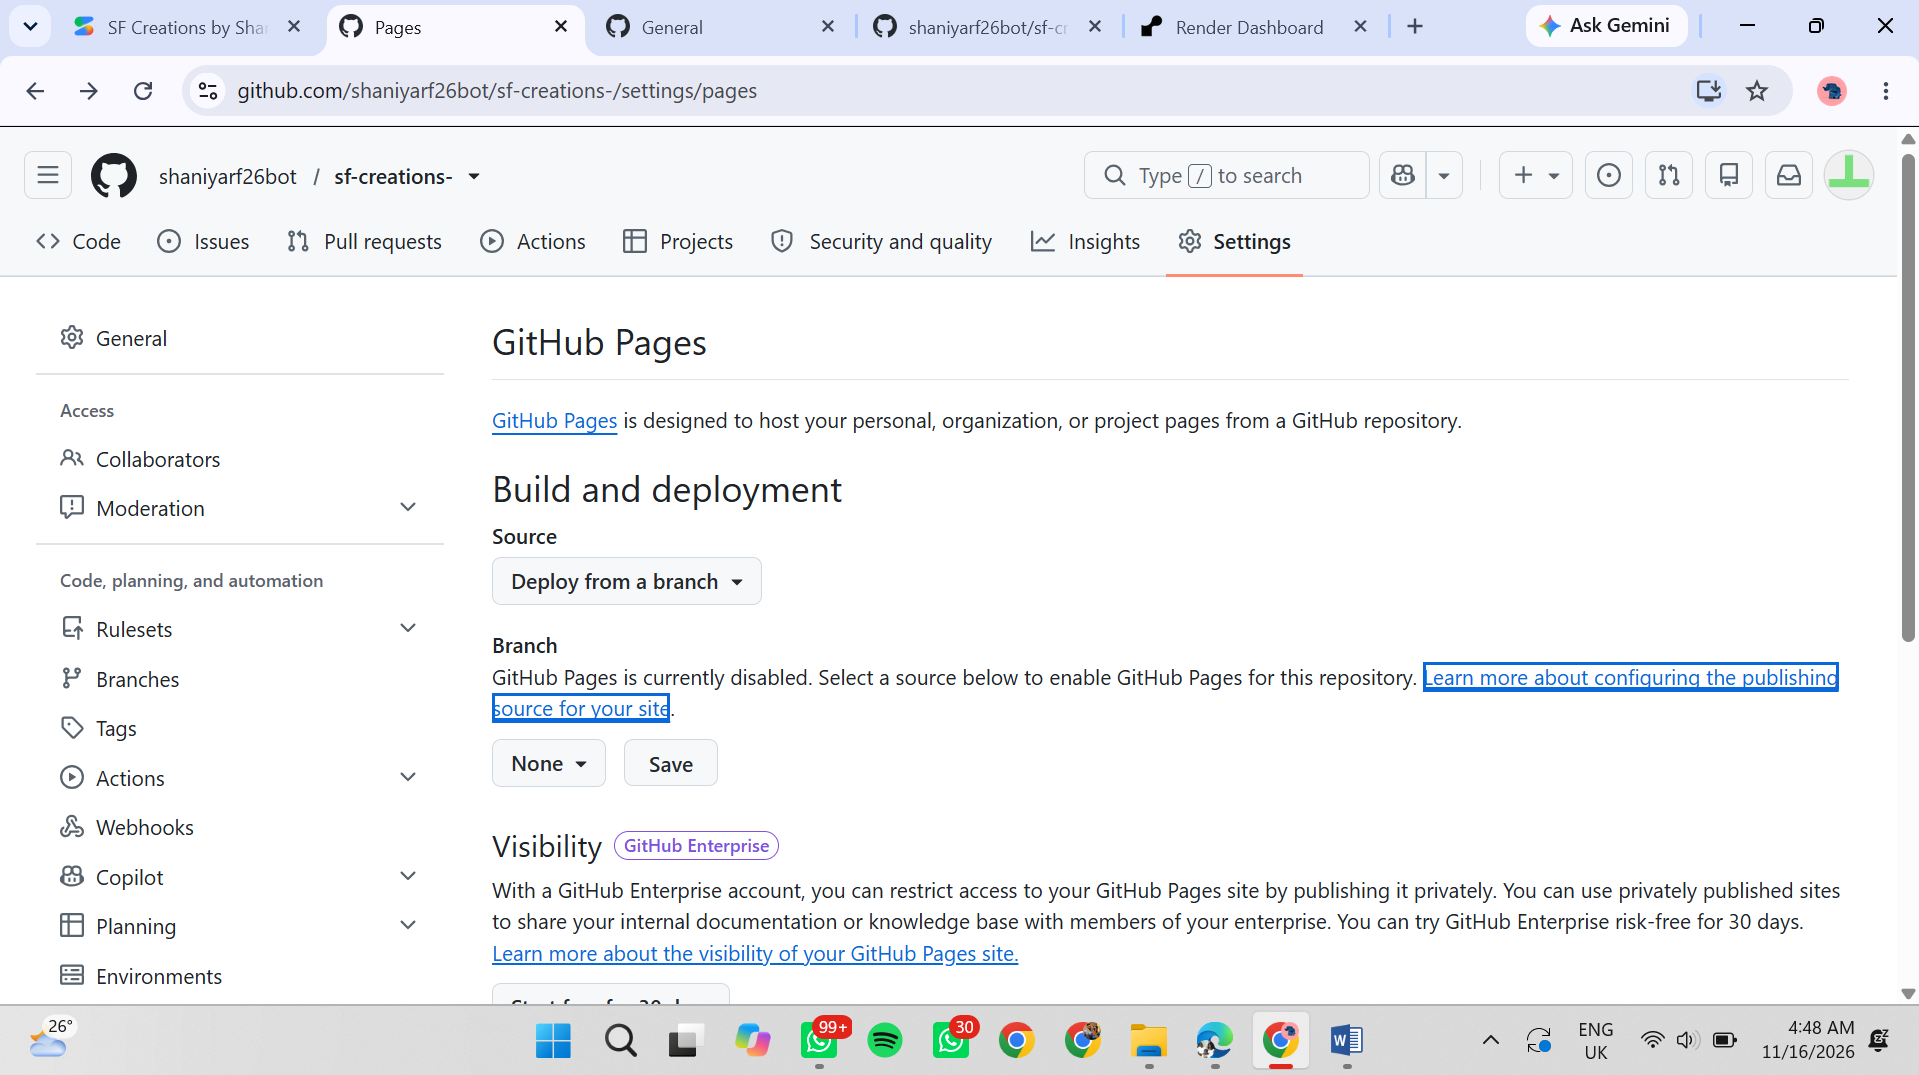 SF Creations by Shar
Pages
General
shaniyarf26bot/sf-cr
Render Dashboard
Ask Gemini
github.com/shaniyarf26bot/sf-creations-/settings/pages
shaniyarf26bot / sf-creations-
Type / to search
Code
Issues
Pull requests
Actions
Projects
Security and quality
Insights
Settings
General
Access
Collaborators
Moderation
Code, planning, and automation
Rulesets
Branches
Tags
Actions
Webhooks
Copilot
Planning
Environments
GitHub Pages
GitHub Pages is designed to host your personal, organization, or project pages from a GitHub repository.
Build and deployment
Source
Deploy from a branch
Branch
GitHub Pages is currently disabled. Select a source below to enable GitHub Pages for this repository. Learn more about configuring the publishing
source for your site.
None
Save
Visibility GitHub Enterprise
With a GitHub Enterprise account, you can restrict access to your GitHub Pages site by publishing it privately. You can use privately published sites
to share your internal documentation or knowledge base with members of your enterprise. You can try GitHub Enterprise risk-free for 30 days.
Learn more about the visibility of your GitHub Pages site.
Start free for 30 days
26°
99+
30
ENG
UK
4:48 AM
11/16/2026